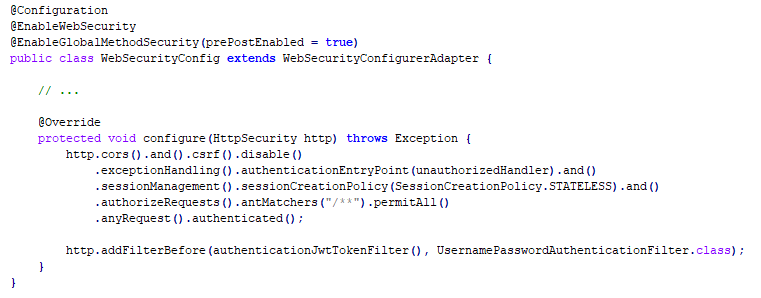 @Configuration
@EnableWebSecurity
@EnableGlobalMethodSecurity(prePostEnabled = true)
public class WebSecurityConfig extends WebSecurityConfigurerAdapter {
// ...
@Override
protected void configure(HttpSecurity http) throws Exception {
http.cors().and().csrf().disable()
.exceptionHandling().authenticationEntryPoint(unauthorizedHandler).and()
.sessionManagement().sessionCreationPolicy(SessionCreationPolicy.STATELESS).and()
.authorizeRequests().antMatchers("/**").permitAll()
.anyRequest().authenticated();
http.addFilterBefore(authenticationJwtTokenFilter(), UsernamePasswordAuthenticationFilter.class);
}
}